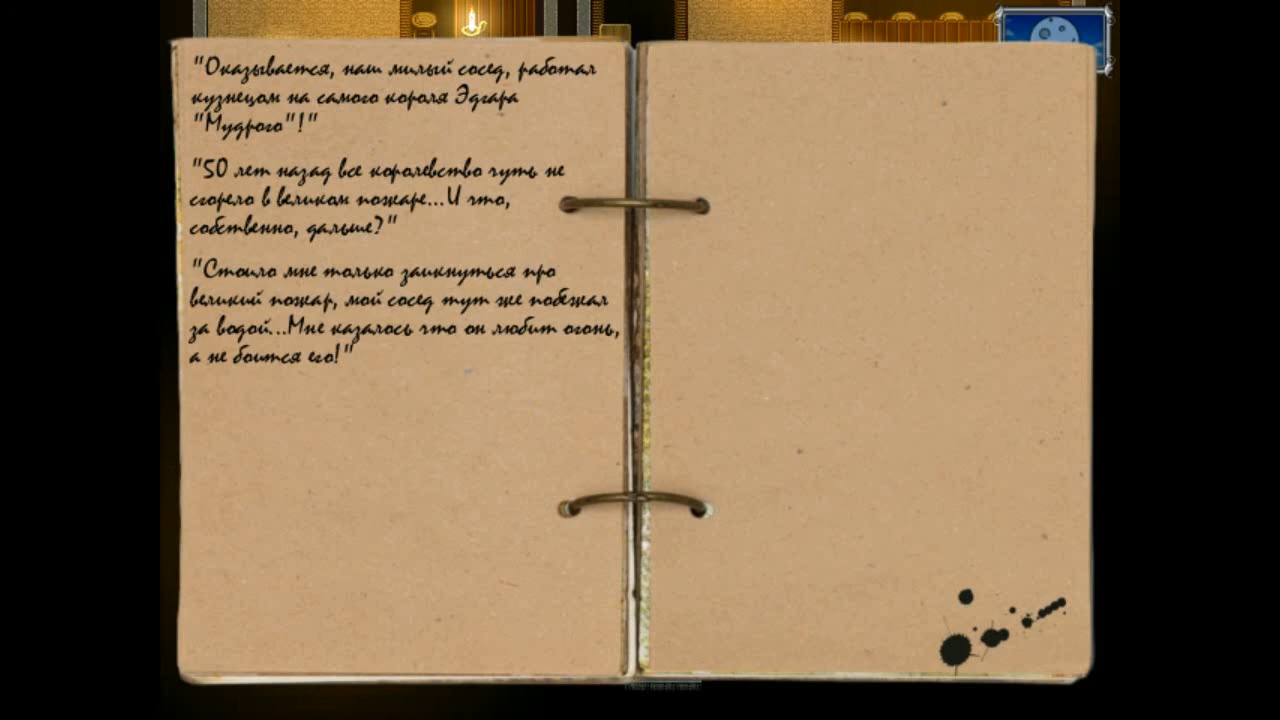 "Оказывается, наш милый сосед, работал
кузнецом на самого короля Эдгара
"Мудрого"!"
"50 лет назад все королевство чуть не
сгорело в великом пожаре...И что,
собственно, дальше?"
"Стоило мне только заикнуться про
великий пожар, мой сосед тут же побежал
за водой...Мне казалось что он любит огонь,
а не боится его!"